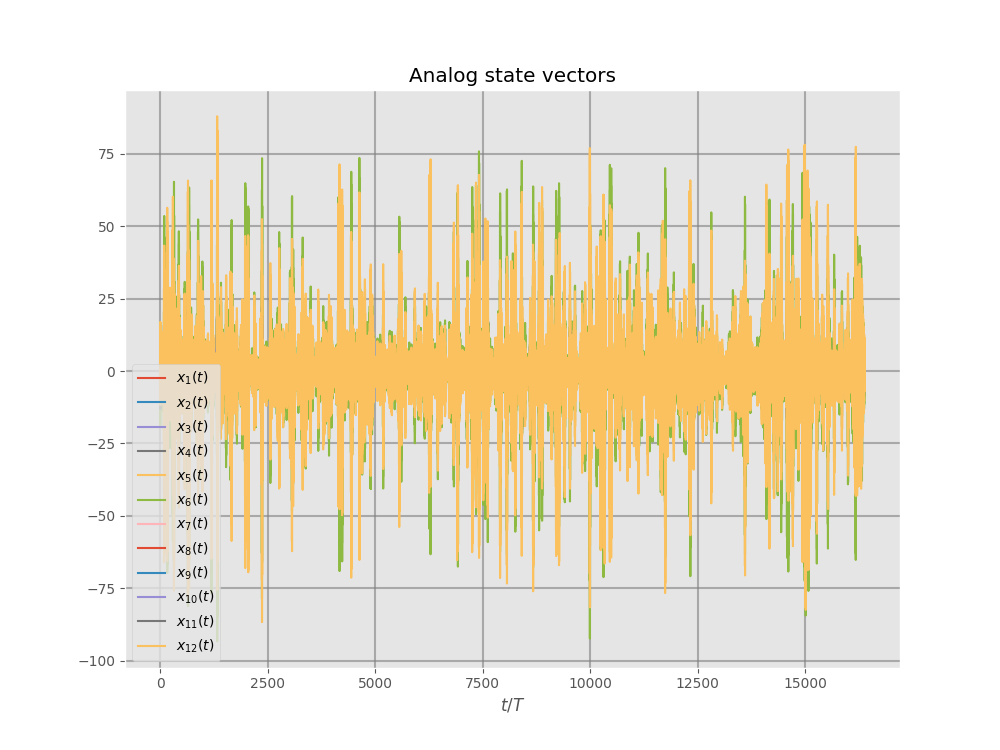 Analog state vectors
75
50
25
0
−25
−50
−75
−100
x₁(t)
x₂(t)
x₃(t)
x₄(t)
x₅(t)
x₆(t)
x₇(t)
x₈(t)
x₉(t)
x₁₀(t)
x₁₁(t)
x₁₂(t)
0 2500 5000 7500 10000 12500 15000
t/T